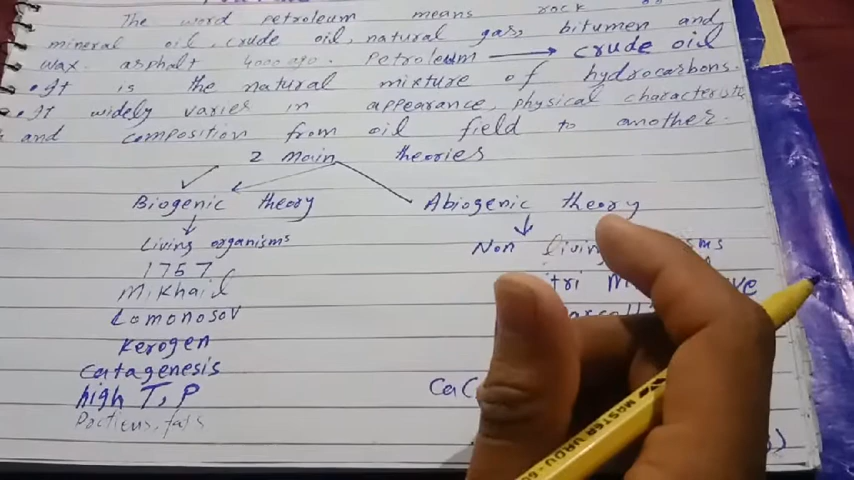 The word petroleum means rock
mineral oil, crude oil, natural gas, bitumen and
wax. asphalt 4000 ago. Petroleum → crude oil
• It is the natural mixture of hydrocarbons.
• It widely varies in appearance, physical characteristic
and composition from oil field to another.
2 main theories
Biogenic theory Abiogenic theory
Living organisms Non living
1757
Mikhail
Lomonosov
Kerogen
Catagenesis
high T, P
fats